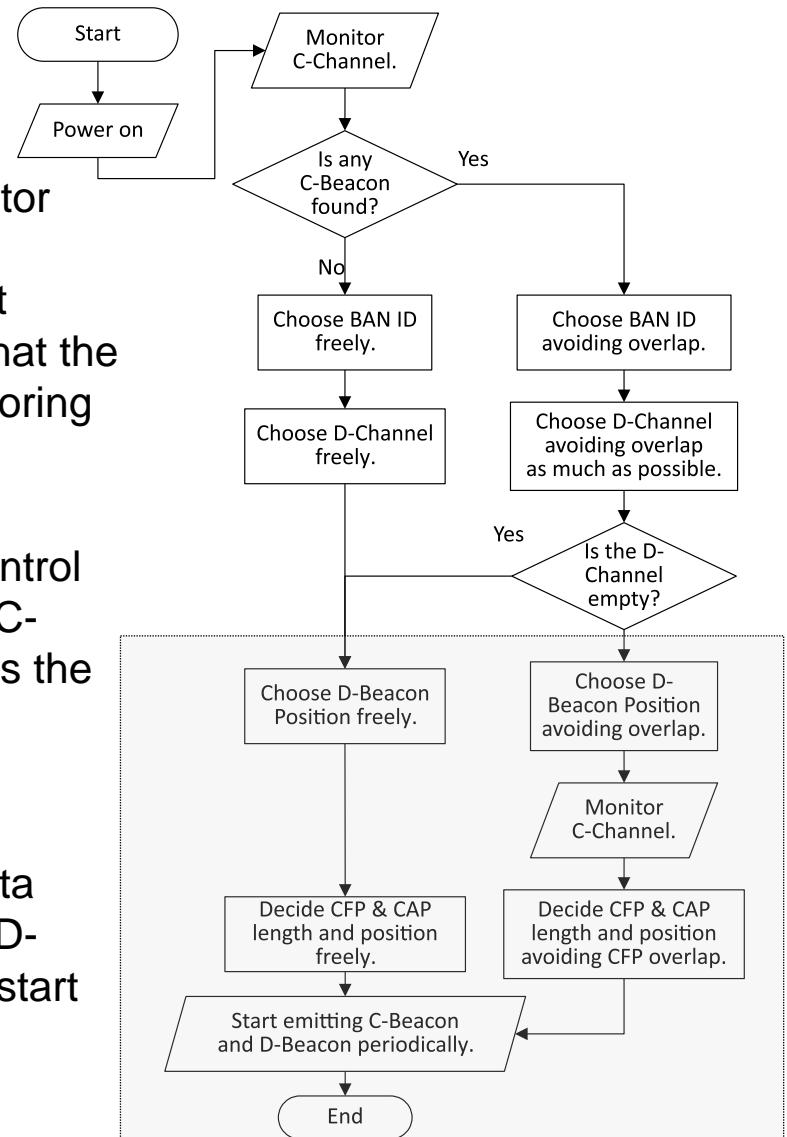 Start
Power on
Monitor
C-Channel.
Is any
C-Beacon
found?
Yes
No
Choose BAN ID
freely.
Choose BAN ID
avoiding overlap.
Choose D-Channel
freely.
Choose D-Channel
avoiding overlap
as much as possible.
Yes
Is the D-
Channel
empty?
Choose D-Beacon
Position freely.
Choose D-
Beacon Position
avoiding overlap.
Monitor
C-Channel.
Decide CFP & CAP
length and position
freely.
Decide CFP & CAP
length and position
avoiding CFP overlap.
Start emitting C-Beacon
and D-Beacon periodically.
End
tor
t
hat the
oring
ntrol
C-
s the
ta
D-
start